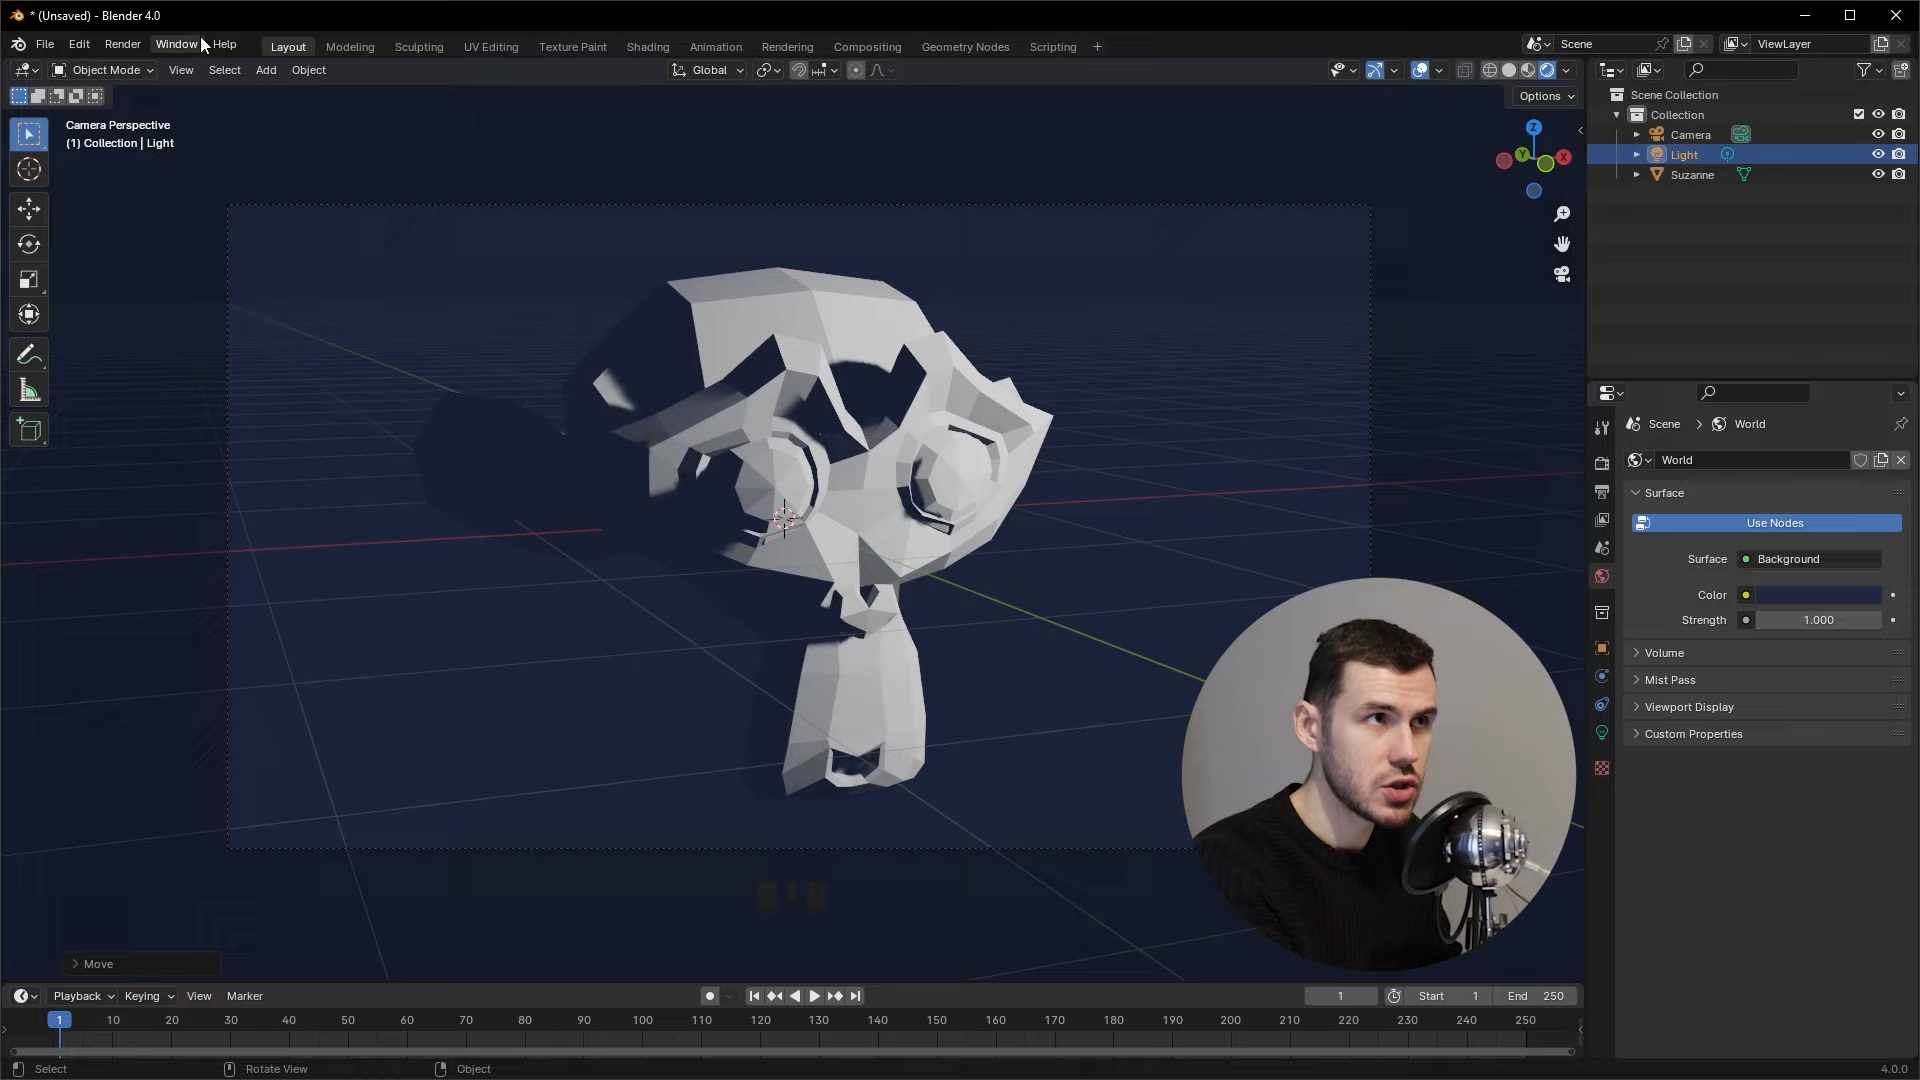 * (Unsaved) - Blender 4.0
File Edit Render Window Help Layout Modeling Sculpting UV Editing Texture Paint Shading Animation Rendering Compositing Geometry Nodes Scripting + Scene ViewLayer
Object Mode View Select Add Object Global
Options
Camera Perspective
(1) Collection | Light
Z
Y
X
Scene Collection
Collection
Camera
Light
Suzanne
Scene > World
World
Surface
Use Nodes
Surface Background
Color
Strength 1.000
Volume
Mist Pass
Viewport Display
Custom Properties
Move
Playback Keying View Marker 1 Start 1 End 250
1 10 20 30 40 50 60 70 80 90 100 110 120 130 140 150 160 170 180 190 200 210 220 230 240 250
Select Rotate View Object 4.0.0